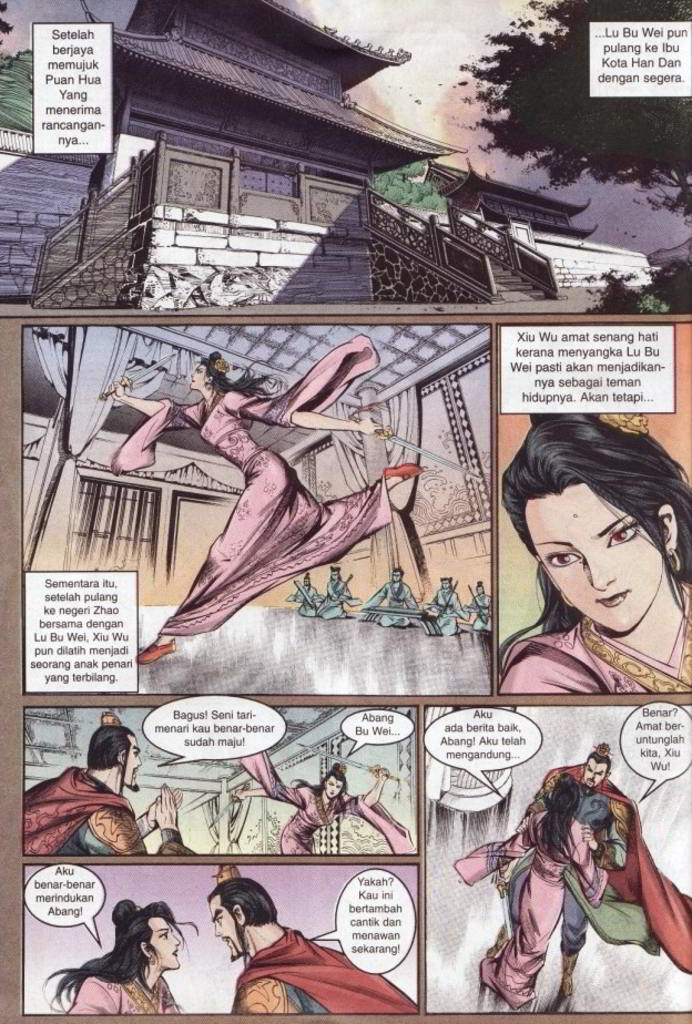 Setelah
berjaya
memujuk
Puan Hua
Yang
menerima
rancangan-
nya...
...Lu Bu Wei pun
pulang ke Ibu
Kota Han Dan
dengan segera.
Sementara itu,
setelah pulang
ke negeri Zhao
bersama dengan
Lu Bu Wei, Xiu Wu
pun dilatih menjadi
seorang anak penari
yang terbilang.
Xiu Wu amat senang hati
kerana menyangka Lu Bu
Wei pasti akan menjadikan-
nya sebagai teman
hidupnya. Akan tetapi...
Bagus! Seni tari-
menari kau benar-benar
sudah maju!
Abang
Bu Wei...
Aku
benar-benar
merindukan
Abang!
Yakah?
Kau ini
bertambah
cantik dan
menawan
sekarang!
Aku
ada berita baik,
Abang! Aku telah
mengandung...
Benar?
Amat ber-
untunglah
kita, Xiu
Wu!